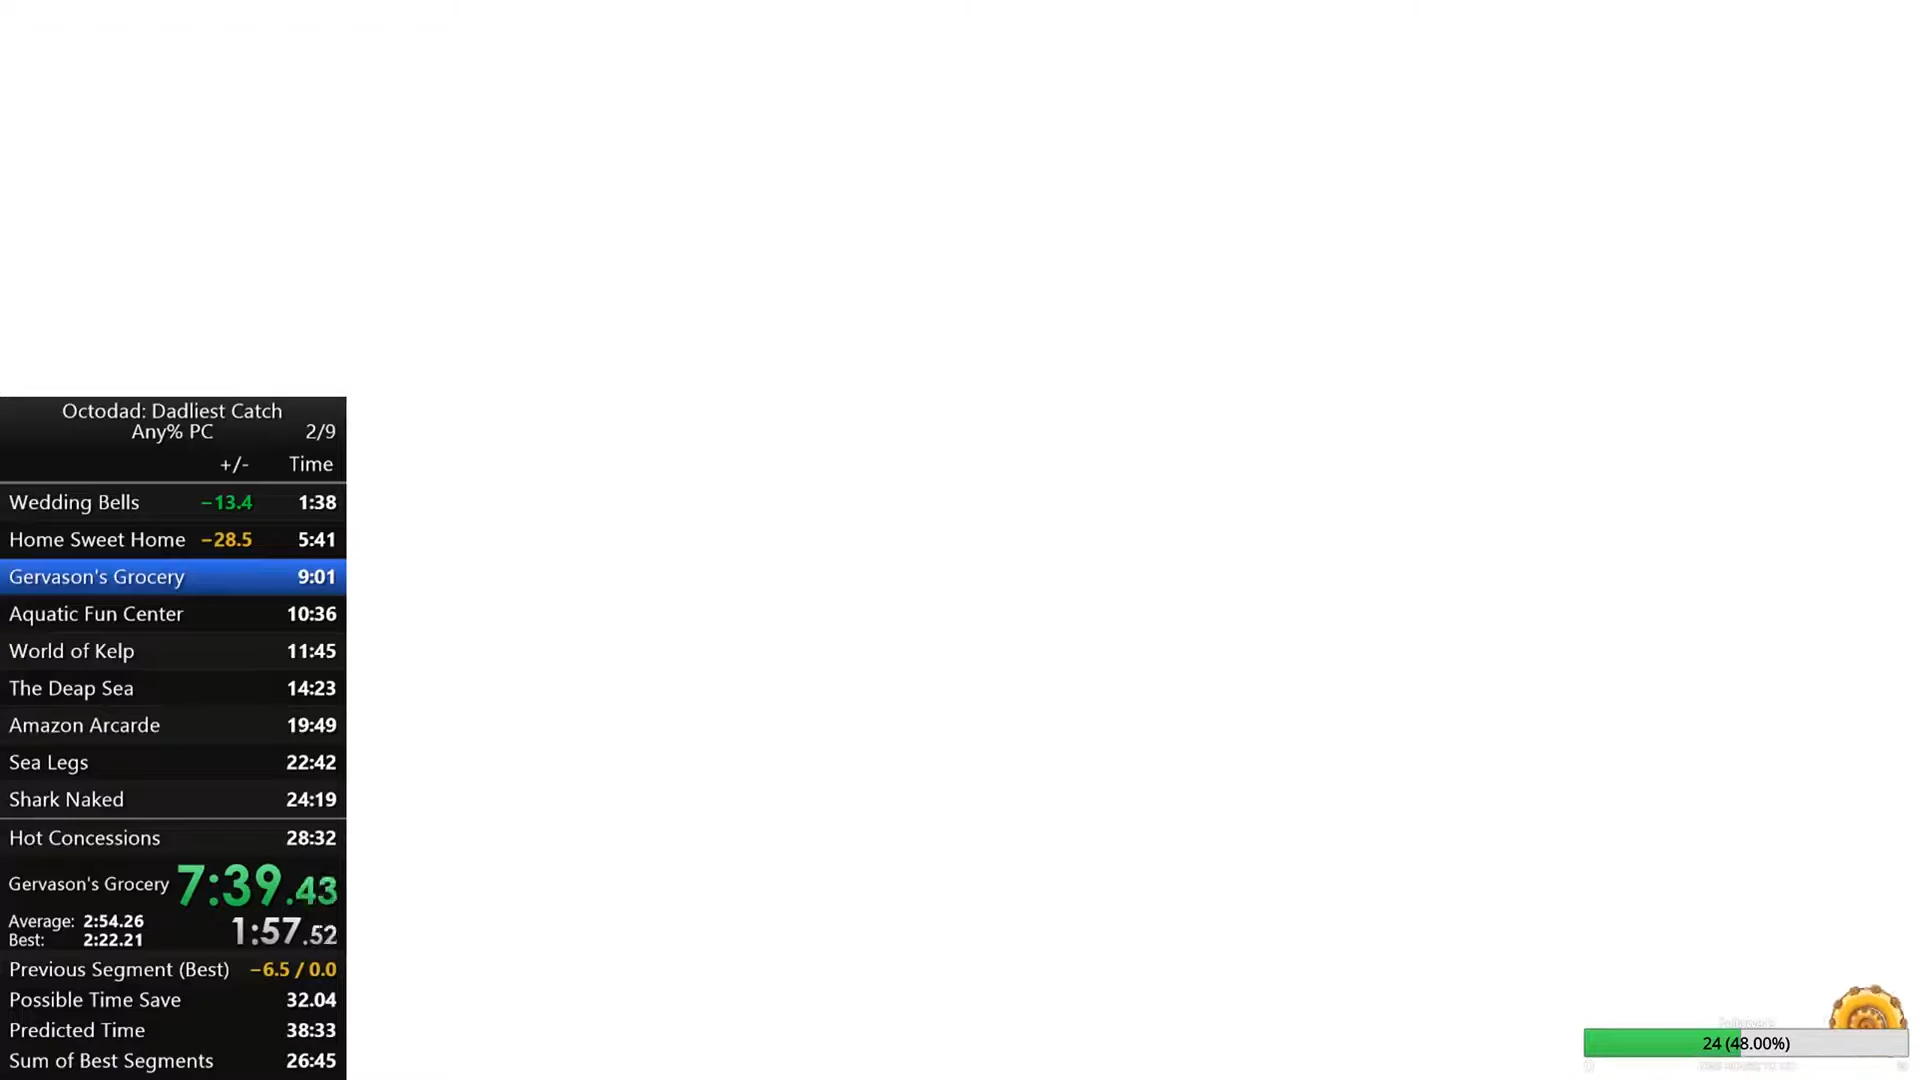 Octodad: Dadliest Catch
Any% PC 2/9
+/- Time
Wedding Bells −13.4 1:38
Home Sweet Home −28.5 5:41
Gervason's Grocery 9:01
Aquatic Fun Center 10:36
World of Kelp 11:45
The Deap Sea 14:23
Amazon Arcarde 19:49
Sea Legs 22:42
Shark Naked 24:19
Hot Concessions 28:32
Gervason's Grocery 7:39.43
Average: 2:54.26
Best: 2:22.21 1:57.52
Previous Segment (Best) −6.5 / 0.0
Possible Time Save 32.04
Predicted Time 38:33
Sum of Best Segments 26:45
24 (48.00%)